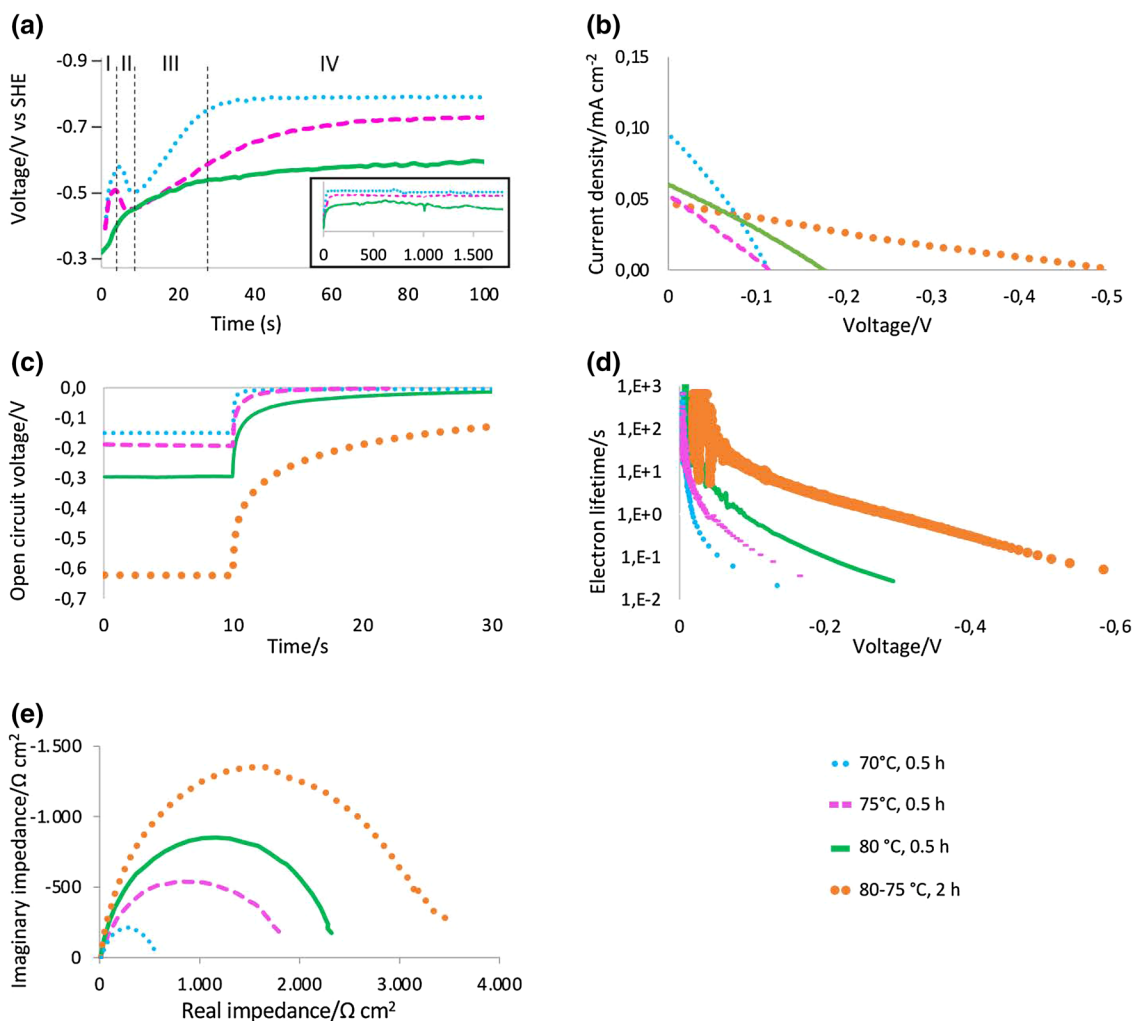 (a)
I II III IV
-0.9
-0.7
-0.5
-0.3
Voltage/V vs SHE
0 20 40 60 80 100
Time (s)
0 500 1.000 1.500
(b)
0,15
0,10
0,05
0,00
Current density/mA cm-2
0 -0,1 -0,2 -0,3 -0,4 -0,5
Voltage/V
(c)
0,0
-0,1
-0,2
-0,3
-0,4
-0,5
-0,6
-0,7
Open circuit voltage/V
0 10 20 30
Time/s
(d)
1,E+3
1,E+2
1,E+1
1,E+0
1,E-1
1,E-2
Electron lifetime/s
0 -0,2 -0,4 -0,6
Voltage/V
(e)
-1.500
-1.000
-500
0
Imaginary impedance/Ω cm2
0 1.000 2.000 3.000 4.000
Real impedance/Ω cm2
70°C, 0.5 h
75°C, 0.5 h
80 °C, 0.5 h
80-75 °C, 2 h